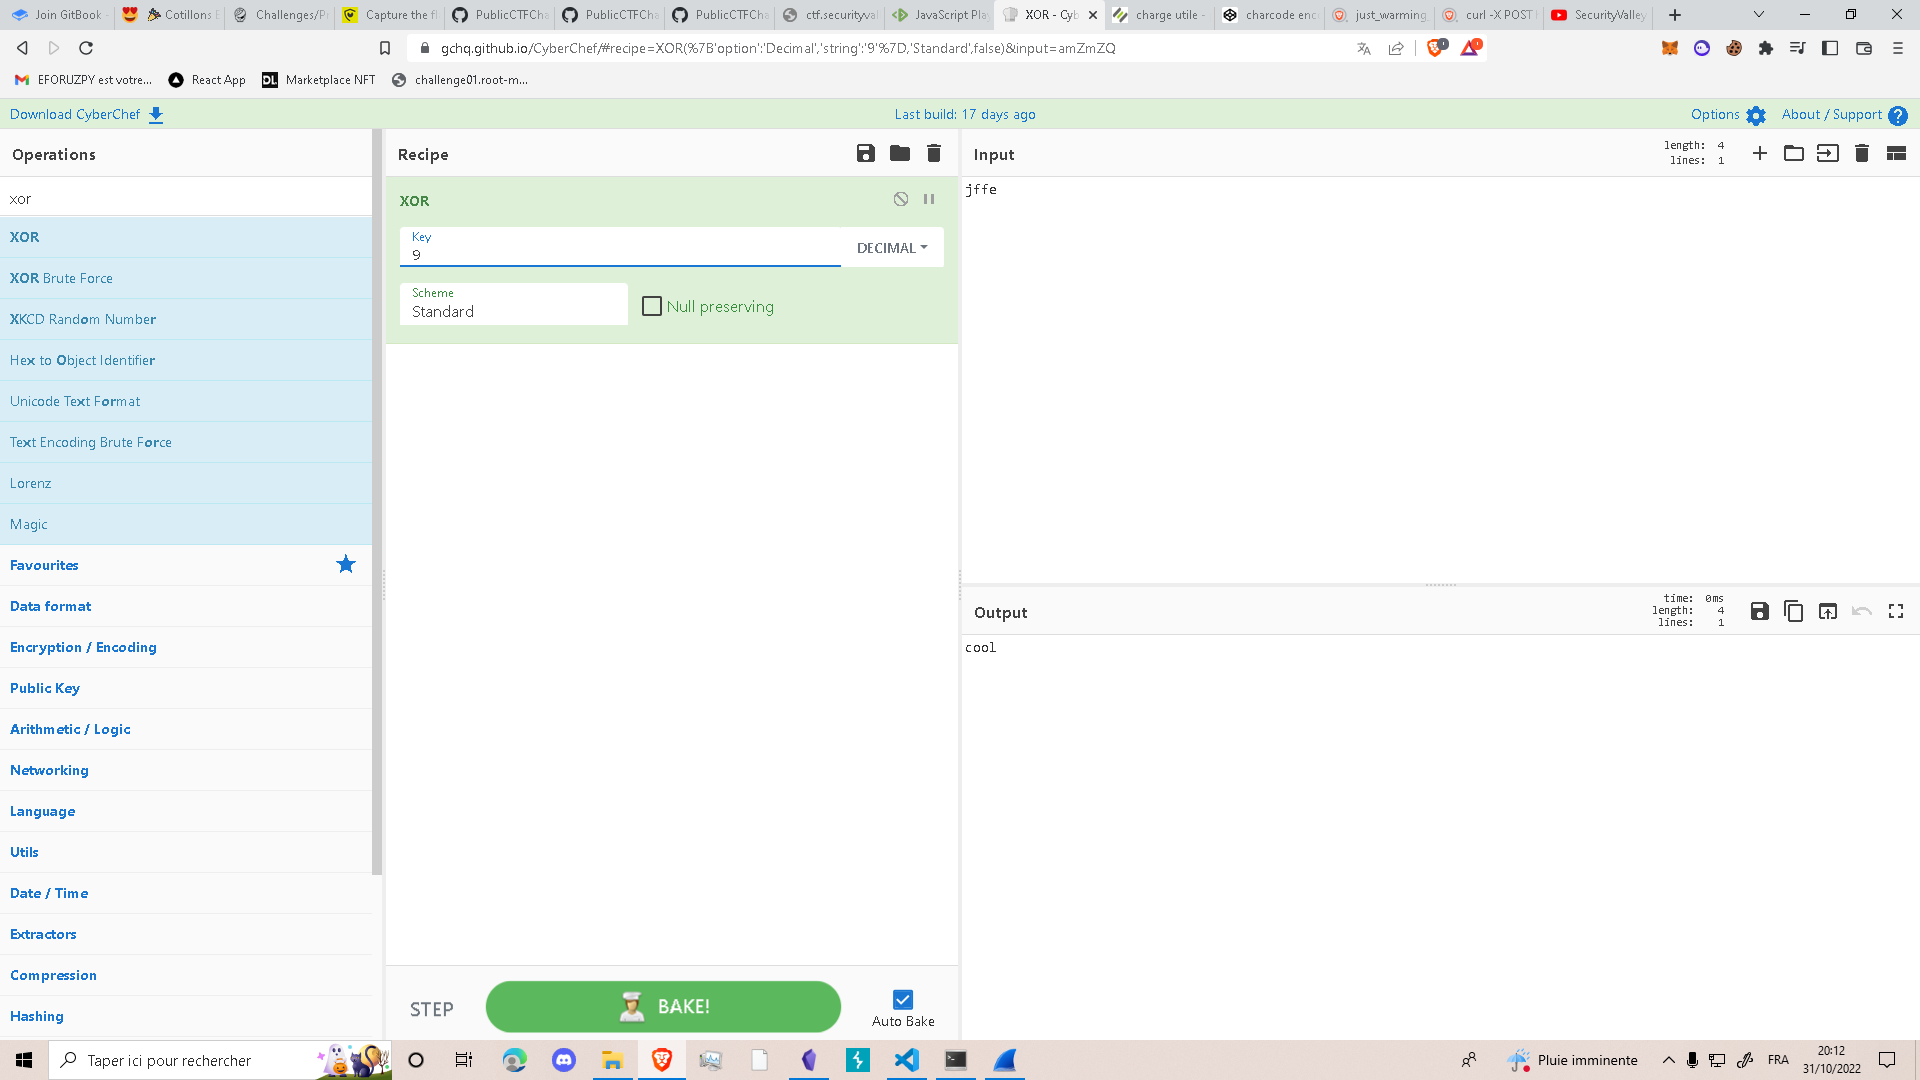 Join GitBook -
Cotillons E
Challenges/Pr
Capture the fl
PublicCTFCha
PublicCTFCha
PublicCTFCha
ctf.securityval
JavaScript Play
XOR - Cyb
charge utile -
charcode enc
just_warming_
curl -X POST
SecurityValley
gchq.github.io/CyberChef/#recipe=XOR(%7B'option':'Decimal','string':'9'%7D,'Standard',false)&input=amZmZQ
EFORUZPY est votre...
React App
DL
Marketplace NFT
challenge01.root-m...
Download CyberChef
Last build: 17 days ago
Options
About / Support
Operations
xor
XOR
XOR Brute Force
XKCD Random Number
Hex to Object Identifier
Unicode Text Format
Text Encoding Brute Force
Lorenz
Magic
Favourites
Data format
Encryption / Encoding
Public Key
Arithmetic / Logic
Networking
Language
Utils
Date / Time
Extractors
Compression
Hashing
Recipe
XOR
Key
9
DECIMAL
Scheme
Standard
Null preserving
STEP
BAKE!
Auto Bake
Input
length: 4
lines: 1
jffe
Output
time: 0ms
length: 4
lines: 1
cool
Taper ici pour rechercher
Pluie imminente
FRA
20:12
31/10/2022